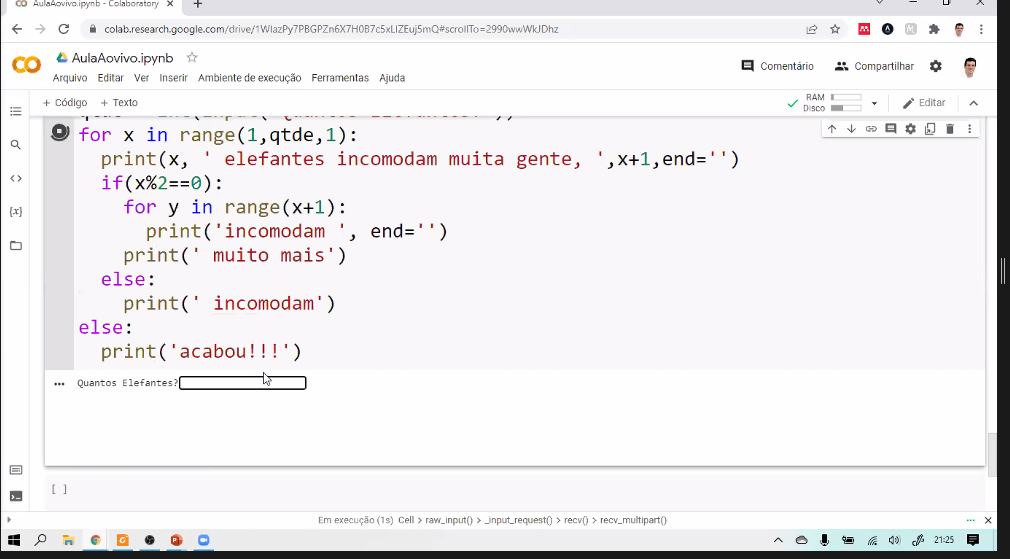 AulaAovivo.ipynb - Colaboratory
colab.research.google.com/drive/1WIazPy7PBGPZn6X7H0B7c5xLIZEuj5mQ#scrollTo=2990wwWkJDhz
AulaAovivo.ipynb
Comentário Compartilhar
Arquivo Editar Ver Inserir Ambiente de execução Ferramentas Ajuda
+ Código + Texto RAM Disco Editar
for x in range(1,qtde,1):
print(x, ' elefantes incomodam muita gente, ',x+1,end='')
if(x%2==0):
for y in range(x+1):
print('incomodam ', end='')
print(' muito mais')
else:
print(' incomodam')
else:
print('acabou!!!')
Quantos Elefantes?
[ ]
Em execução (1s) Cell > raw_input() > _input_request() > recv() > recv_multipart()
21:25